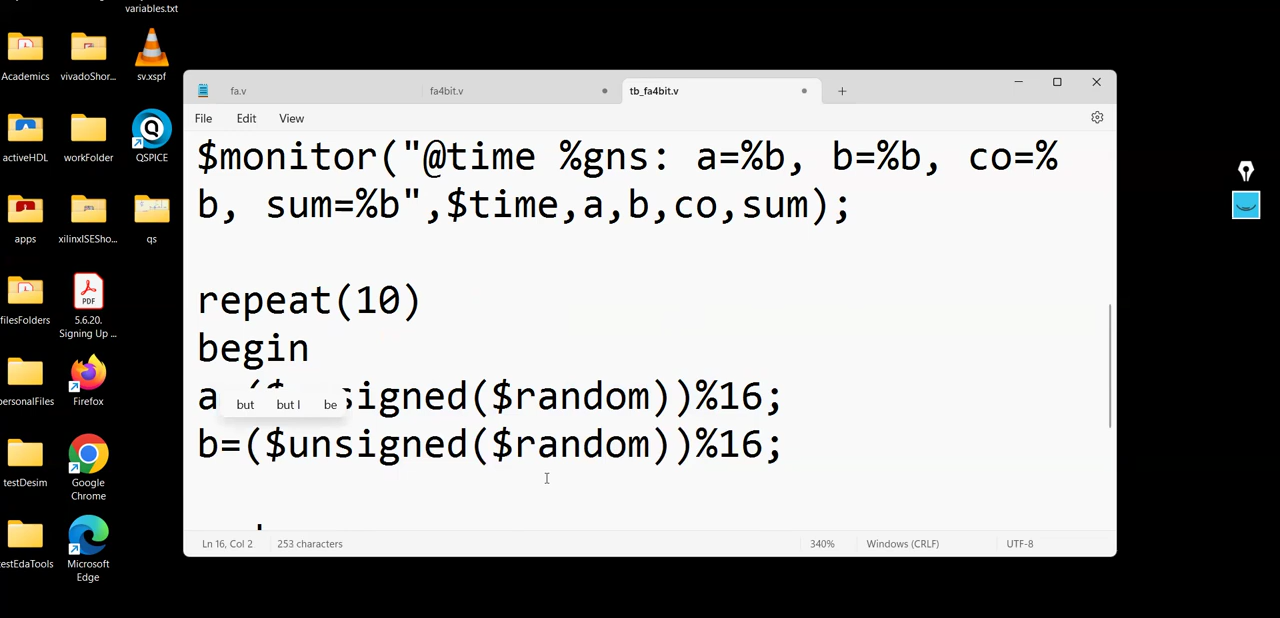 variables.txt
Academics
vivadoShor...
sv.xspf
activeHDL
workFolder
QSPICE
apps
xilinxISESho...
qs
filesFolders
PDF
5.6.20.
Signing Up ...
personalFiles
Firefox
testDesim
Google
Chrome
testEdaTools
Microsoft
Edge
fa.v
fa4bit.v
tb_fa4bit.v
File
Edit
View
$monitor("@time %gns: a=%b, b=%b, co=%
b, sum=%b",$time,a,b,co,sum);
repeat(10)
begin
signed($random))%16;
but
but I
be
b=($unsigned($random))%16;
Ln 16, Col 2
253 characters
340%
Windows (CRLF)
UTF-8